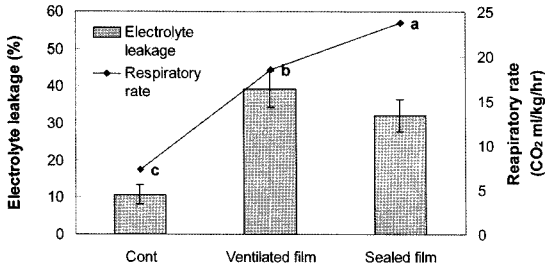 Electrolyte leakage (%)
60
50
40
30
20
10
0
Electrolyte
leakage
Respiratory
rate
c
b
a
Cont
Ventilated film
Sealed film
25
20
15
10
5
0
Reapiratory rate
(CO₂ ml/kg/hr)